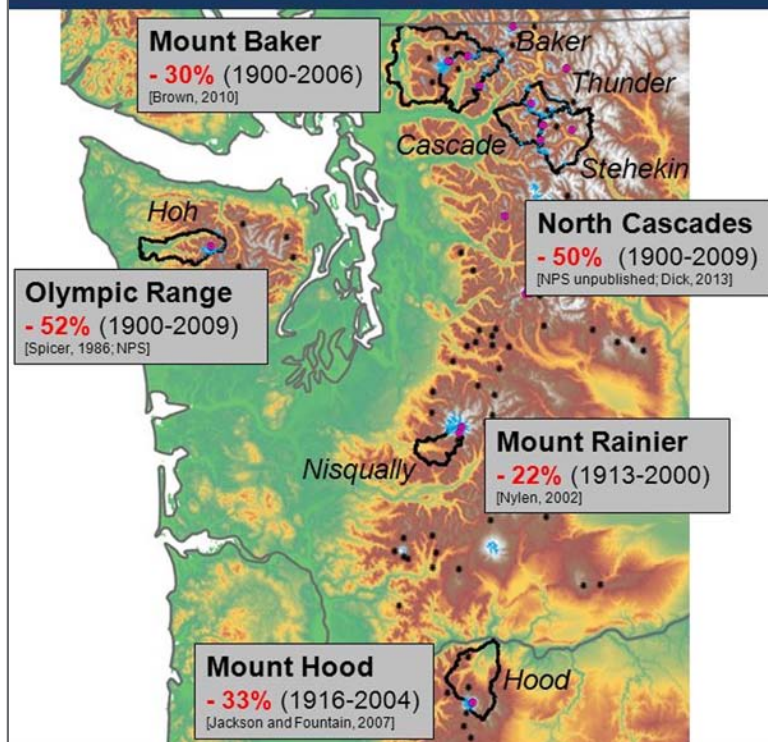 Mount Baker
- 30% (1900-2006)
[Brown, 2010]
Baker
Thunder
Cascade
Stehekin
Hoh
North Cascades
- 50% (1900-2009)
[NPS unpublished; Dick, 2013]
Olympic Range
- 52% (1900-2009)
[Spicer, 1986; NPS]
Mount Rainier
- 22% (1913-2000)
[Nylen, 2002]
Nisqually
Mount Hood
- 33% (1916-2004)
[Jackson and Fountain, 2007]
Hood